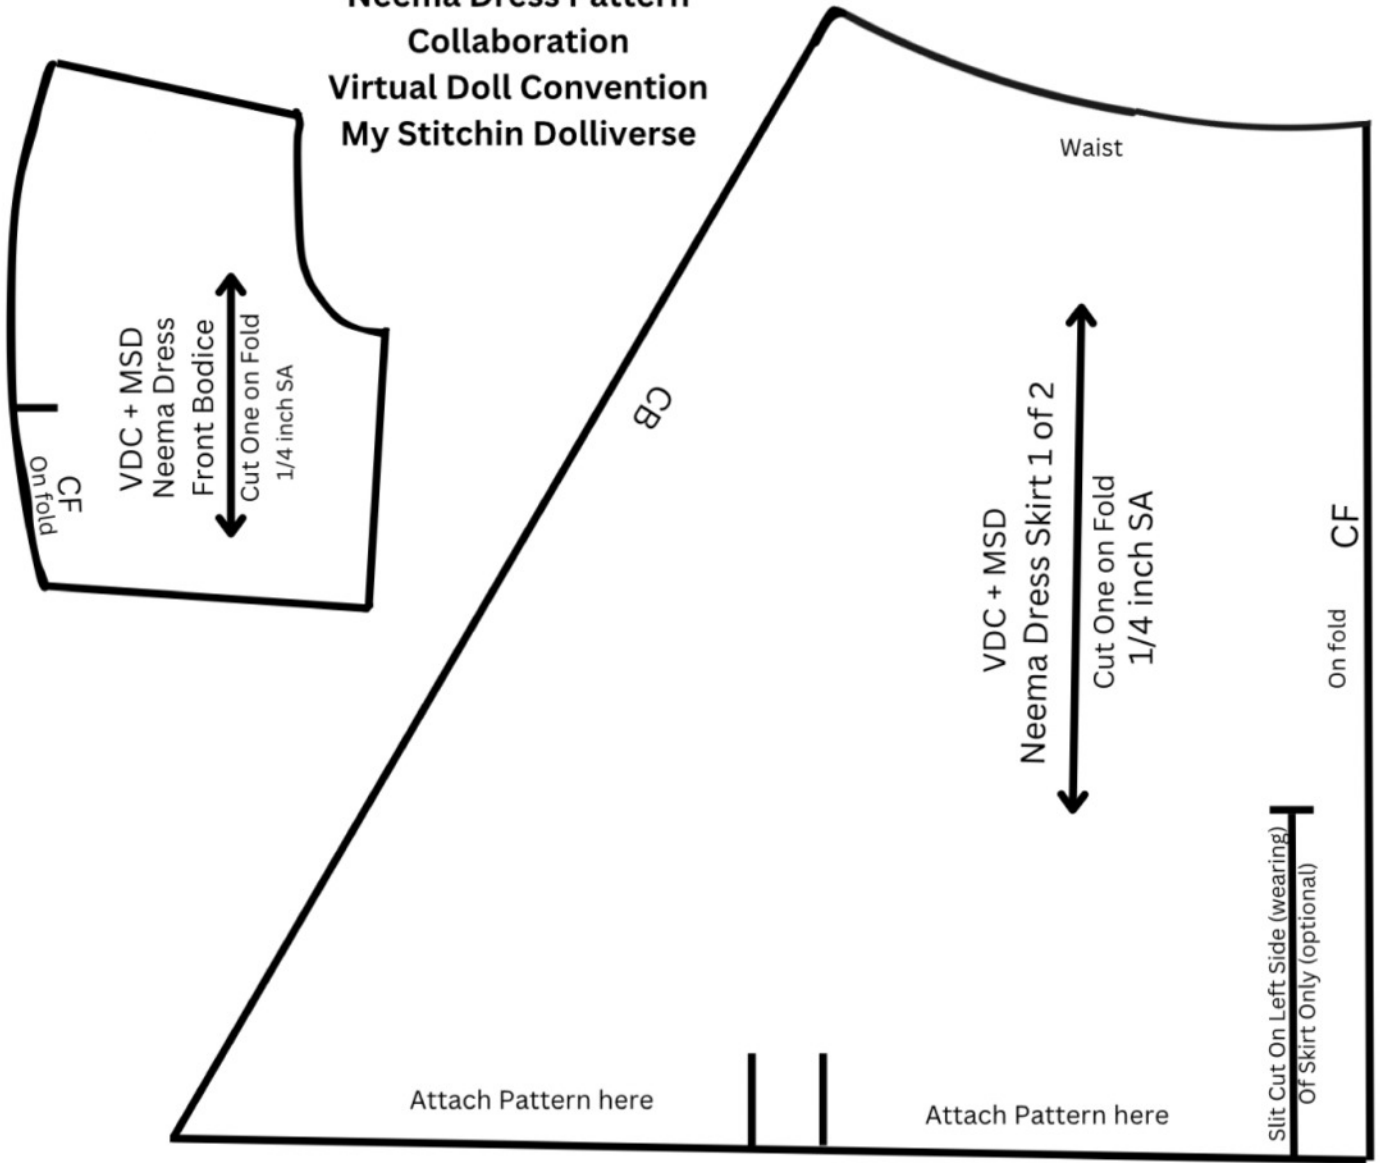 Neema Dress Pattern
Collaboration
Virtual Doll Convention
My Stitchin Dolliverse
VDC + MSD
Neema Dress
Front Bodice
Cut One on Fold
1/4 inch SA
CF
On fold
Waist
CB
VDC + MSD
Neema Dress Skirt 1 of 2
Cut One on Fold
1/4 inch SA
CF
On fold
Slit Cut On Left Side (wearing)
Of Skirt Only (optional)
Attach Pattern here
Attach Pattern here